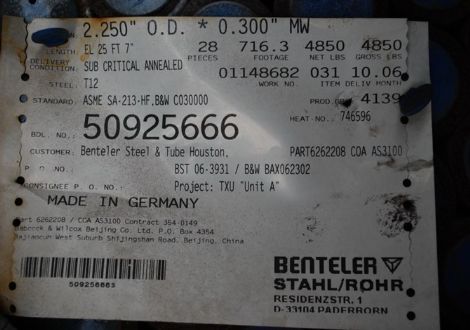 2.250" O.D. * 0.300" MW
LENGTH: EL 25 FT 7" 28 PIECES 716.3 FOOTAGE 4850 NET LBS 4850 GROSS LBS
DELIVERY CONDITION: SUB CRITICAL ANNEALED 01148682 WORK NO. 031 ITEM 10.06 DELIV MONTH
STEEL: T12
STANDARD: ASME SA-213-HF,B&W CO30000 PROD. 4139
BDL. NO.: 50925666 HEAT-NO.: 746596
CUSTOMER: Benteler Steel & Tube Houston, PART6262208 COA AS3100
P. O. NO.: BST 06-3931 / B&W BAX062302
CONSIGNEE P. O. NO.: Project: TXU "Unit A"
MADE IN GERMANY
Part 6262208 / COA AS3100 Contract 354-0149
Babcock & Wilcox Beijing Co. Ltd. P.O. Box 4354
Bajiancun West Suburb Shijingsham Road, Beijing, China
509256663
BENTELER
STAHL/ROHR
RESIDENZSTR. 1
D-33104 PADERBORN